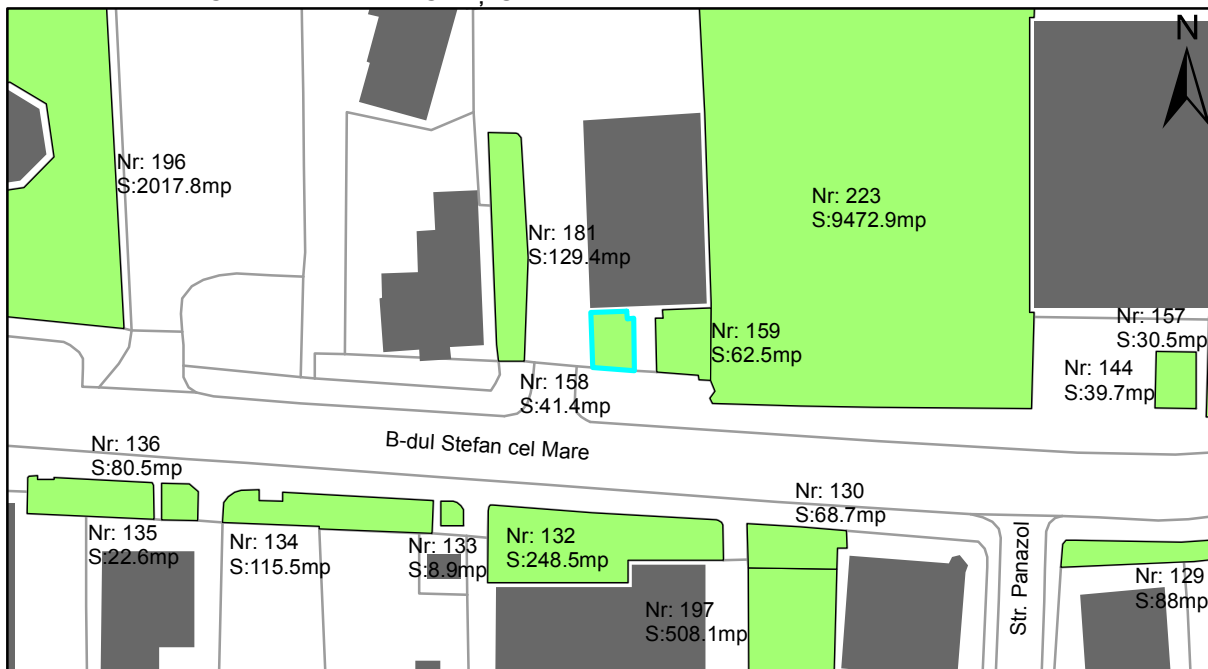 N
Nr: 196
S:2017.8mp
Nr: 223
S:9472.9mp
Nr: 181
S:129.4mp
Nr: 157
S:30.5mp
Nr: 159
S:62.5mp
Nr: 144
S:39.7mp
Nr: 158
S:41.4mp
B-dul Stefan cel Mare
Nr: 136
S:80.5mp
Nr: 130
S:68.7mp
Nr: 135
S:22.6mp
Nr: 134
S:115.5mp
Nr: 133
S:8.9mp
Nr: 132
S:248.5mp
Str. Panazol
Nr: 129
S:88mp
Nr: 197
S:508.1mp